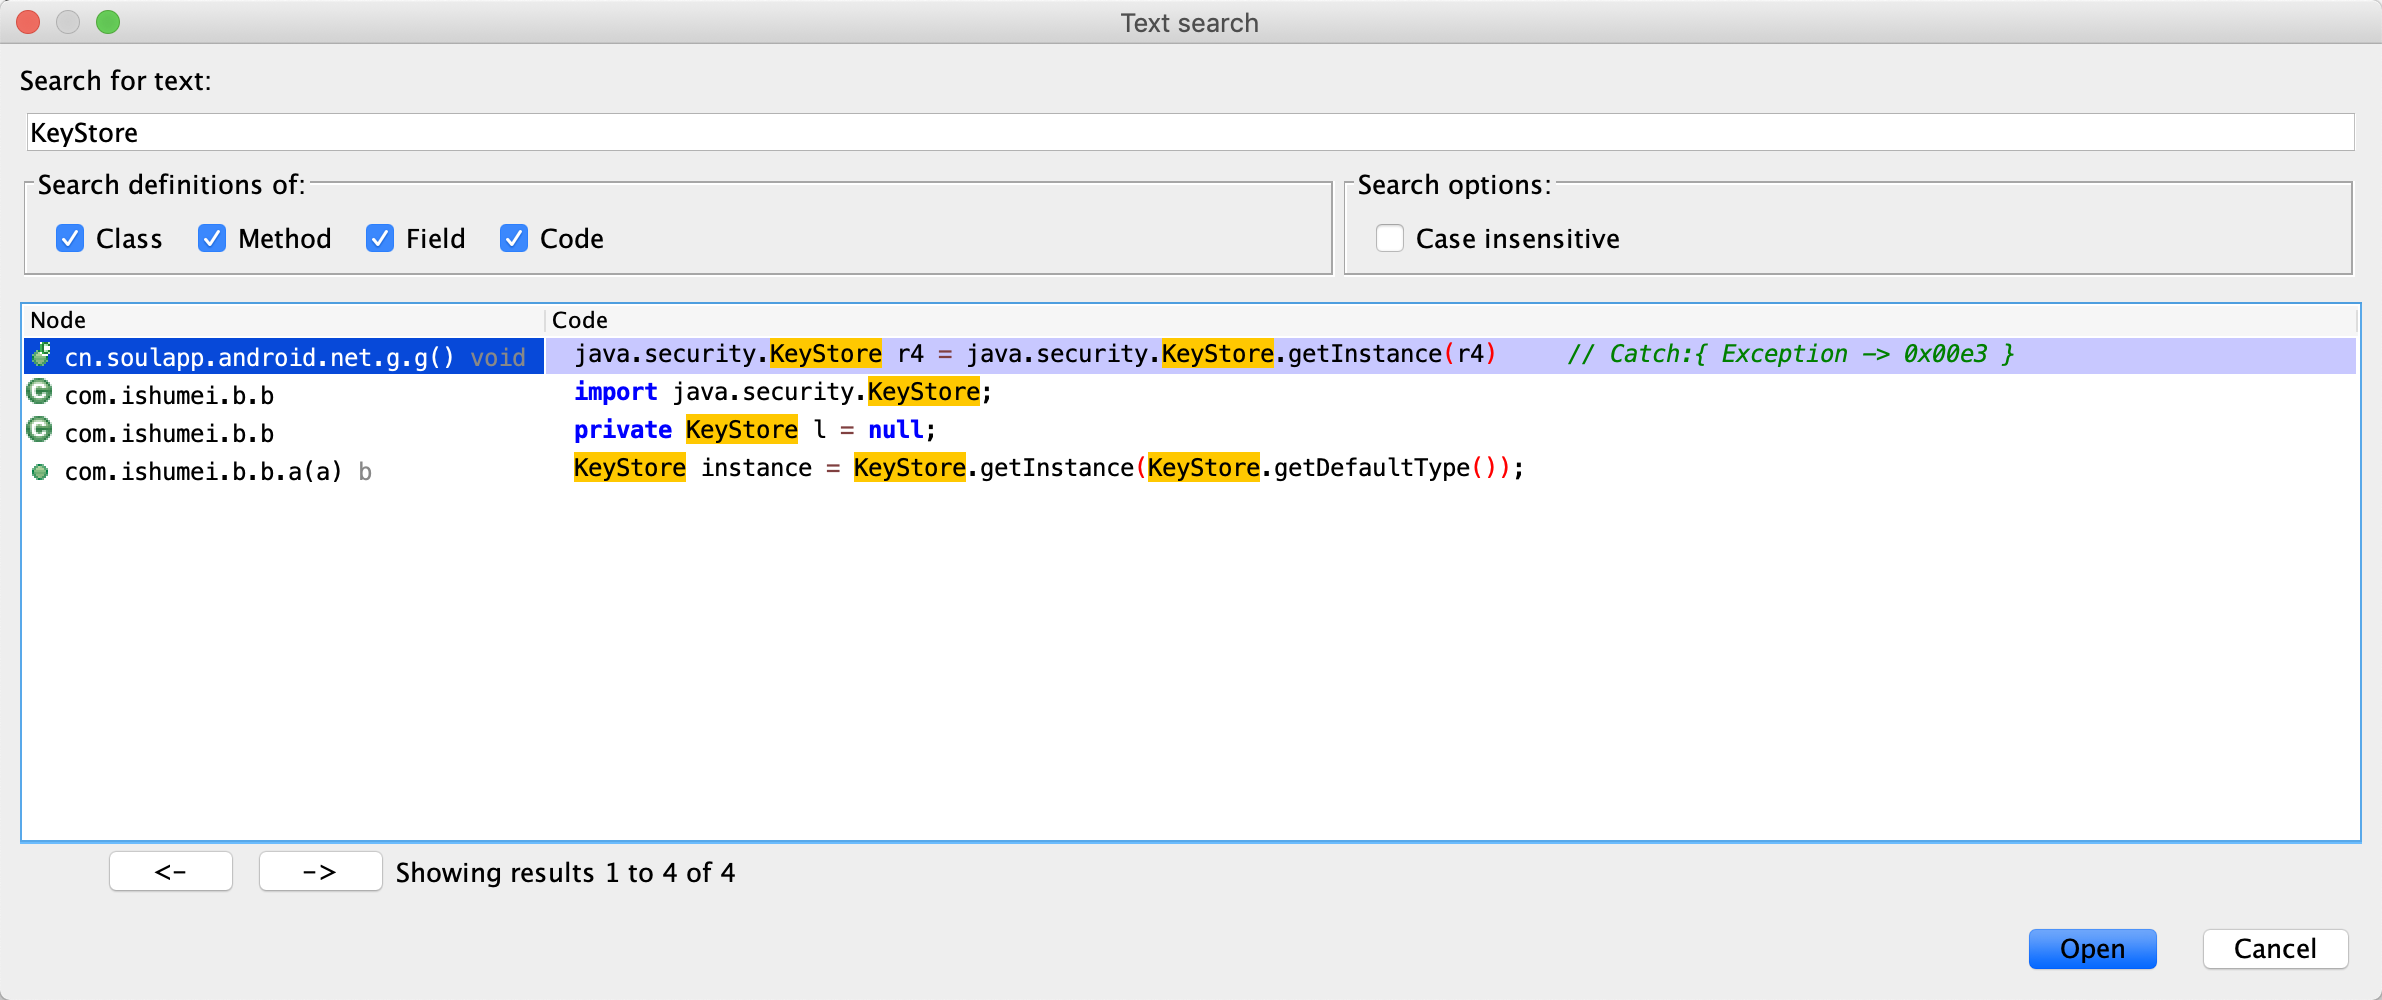 Text search
Search for text:
KeyStore
Search definitions of: Search options:
Class Method Field Code Case insensitive
Node Code
cn.soulapp.android.net.g.g() void java.security.KeyStore r4 = java.security.KeyStore.getInstance(r4) // Catch:{ Exception -> 0x00e3 }
com.ishumei.b.b import java.security.KeyStore;
com.ishumei.b.b private KeyStore l = null;
com.ishumei.b.b.a(a) b KeyStore instance = KeyStore.getInstance(KeyStore.getDefaultType());
<- -> Showing results 1 to 4 of 4
Open Cancel